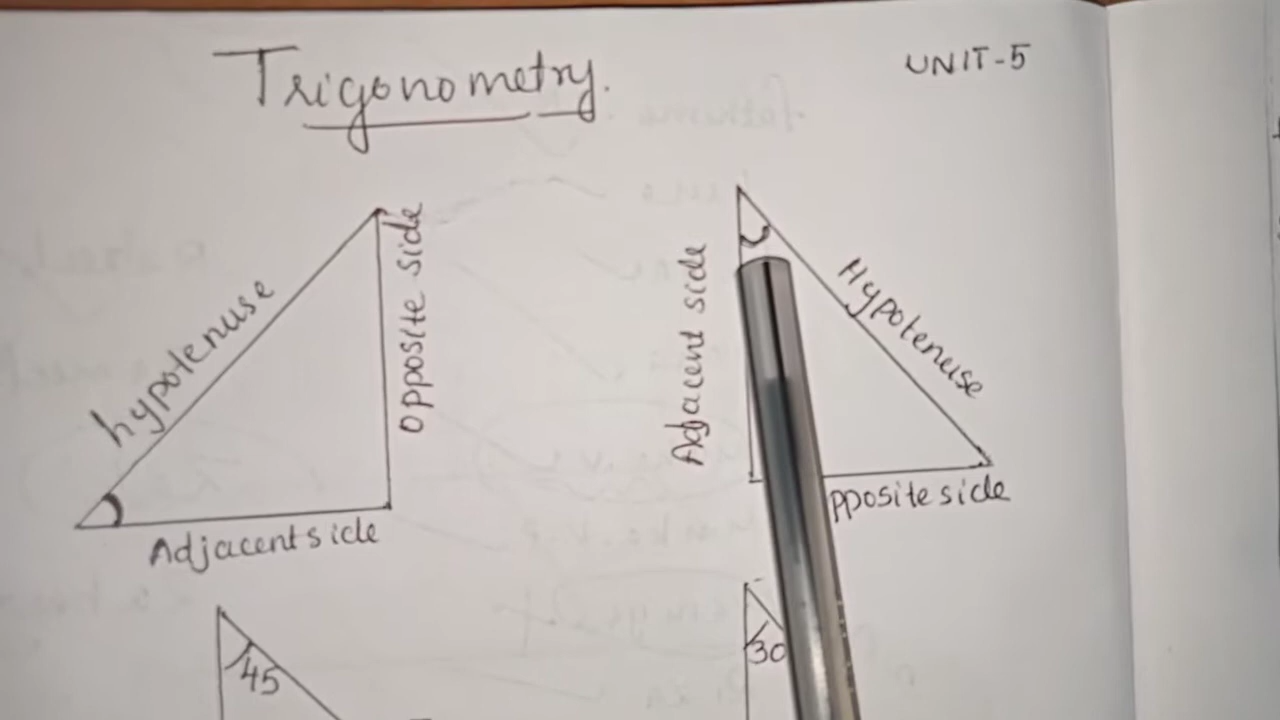 Trigonometry.
UNIT-5
hypotenuse
opposite side
Adjacent side
Adjacent side
Hypotenuse
pposite side
45
30